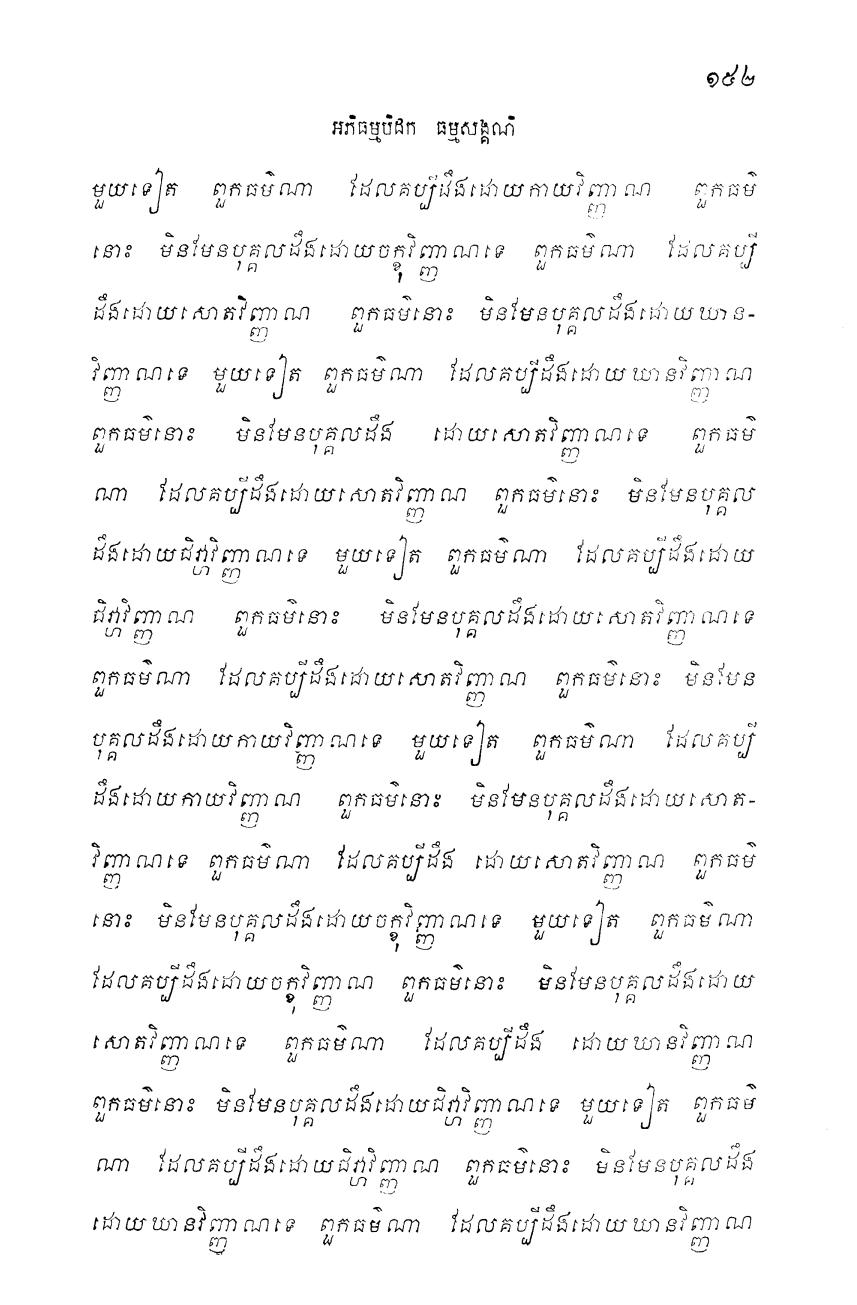 ១៥២
អភិធម្មបិដក ធម្មសង្គណិ
មួយទៀត ពួកធម៌ណា ដែលគប្បីដឹងដោយកាយវិញ្ញាណ ពួកធម៌
នោះ មិនមែនបុគ្គលដឹងដោយចក្ខុវិញ្ញាណទេ ពួកធម៌ណា ដែលគប្បី
ដឹងដោយសោតវិញ្ញាណ ពួកធម៌នោះ មិនមែនបុគ្គលដឹងដោយឃាន-
វិញ្ញាណទេ មួយទៀត ពួកធម៌ណា ដែលគប្បីដឹងដោយឃានវិញ្ញាណ
ពួកធម៌នោះ មិនមែនបុគ្គលដឹង ដោយសោតវិញ្ញាណទេ ពួកធម៌
ណា ដែលគប្បីដឹងដោយសោតវិញ្ញាណ ពួកធម៌នោះ មិនមែនបុគ្គល
ដឹងដោយជិវ្ហាវិញ្ញាណទេ មួយទៀត ពួកធម៌ណា ដែលគប្បីដឹងដោយ
ជិវ្ហាវិញ្ញាណ ពួកធម៌នោះ មិនមែនបុគ្គលដឹងដោយសោតវិញ្ញាណទេ
ពួកធម៌ណា ដែលគប្បីដឹងដោយសោតវិញ្ញាណ ពួកធម៌នោះ មិនមែន
បុគ្គលដឹងដោយកាយវិញ្ញាណទេ មួយទៀត ពួកធម៌ណា ដែលគប្បី
ដឹងដោយកាយវិញ្ញាណ ពួកធម៌នោះ មិនមែនបុគ្គលដឹងដោយសោត-
វិញ្ញាណទេ ពួកធម៌ណា ដែលគប្បីដឹង ដោយសោតវិញ្ញាណ ពួកធម៌
នោះ មិនមែនបុគ្គលដឹងដោយចក្ខុវិញ្ញាណទេ មួយទៀត ពួកធម៌ណា
ដែលគប្បីដឹងដោយចក្ខុវិញ្ញាណ ពួកធម៌នោះ មិនមែនបុគ្គលដឹងដោយ
សោតវិញ្ញាណទេ ពួកធម៌ណា ដែលគប្បីដឹង ដោយឃានវិញ្ញាណ
ពួកធម៌នោះ មិនមែនបុគ្គលដឹងដោយជិវ្ហាវិញ្ញាណទេ មួយទៀត ពួកធម៌
ណា ដែលគប្បីដឹងដោយជិវ្ហាវិញ្ញាណ ពួកធម៌នោះ មិនមែនបុគ្គលដឹង
ដោយឃានវិញ្ញាណទេ ពួកធម៌ណា ដែលគប្បីដឹងដោយឃានវិញ្ញាណ